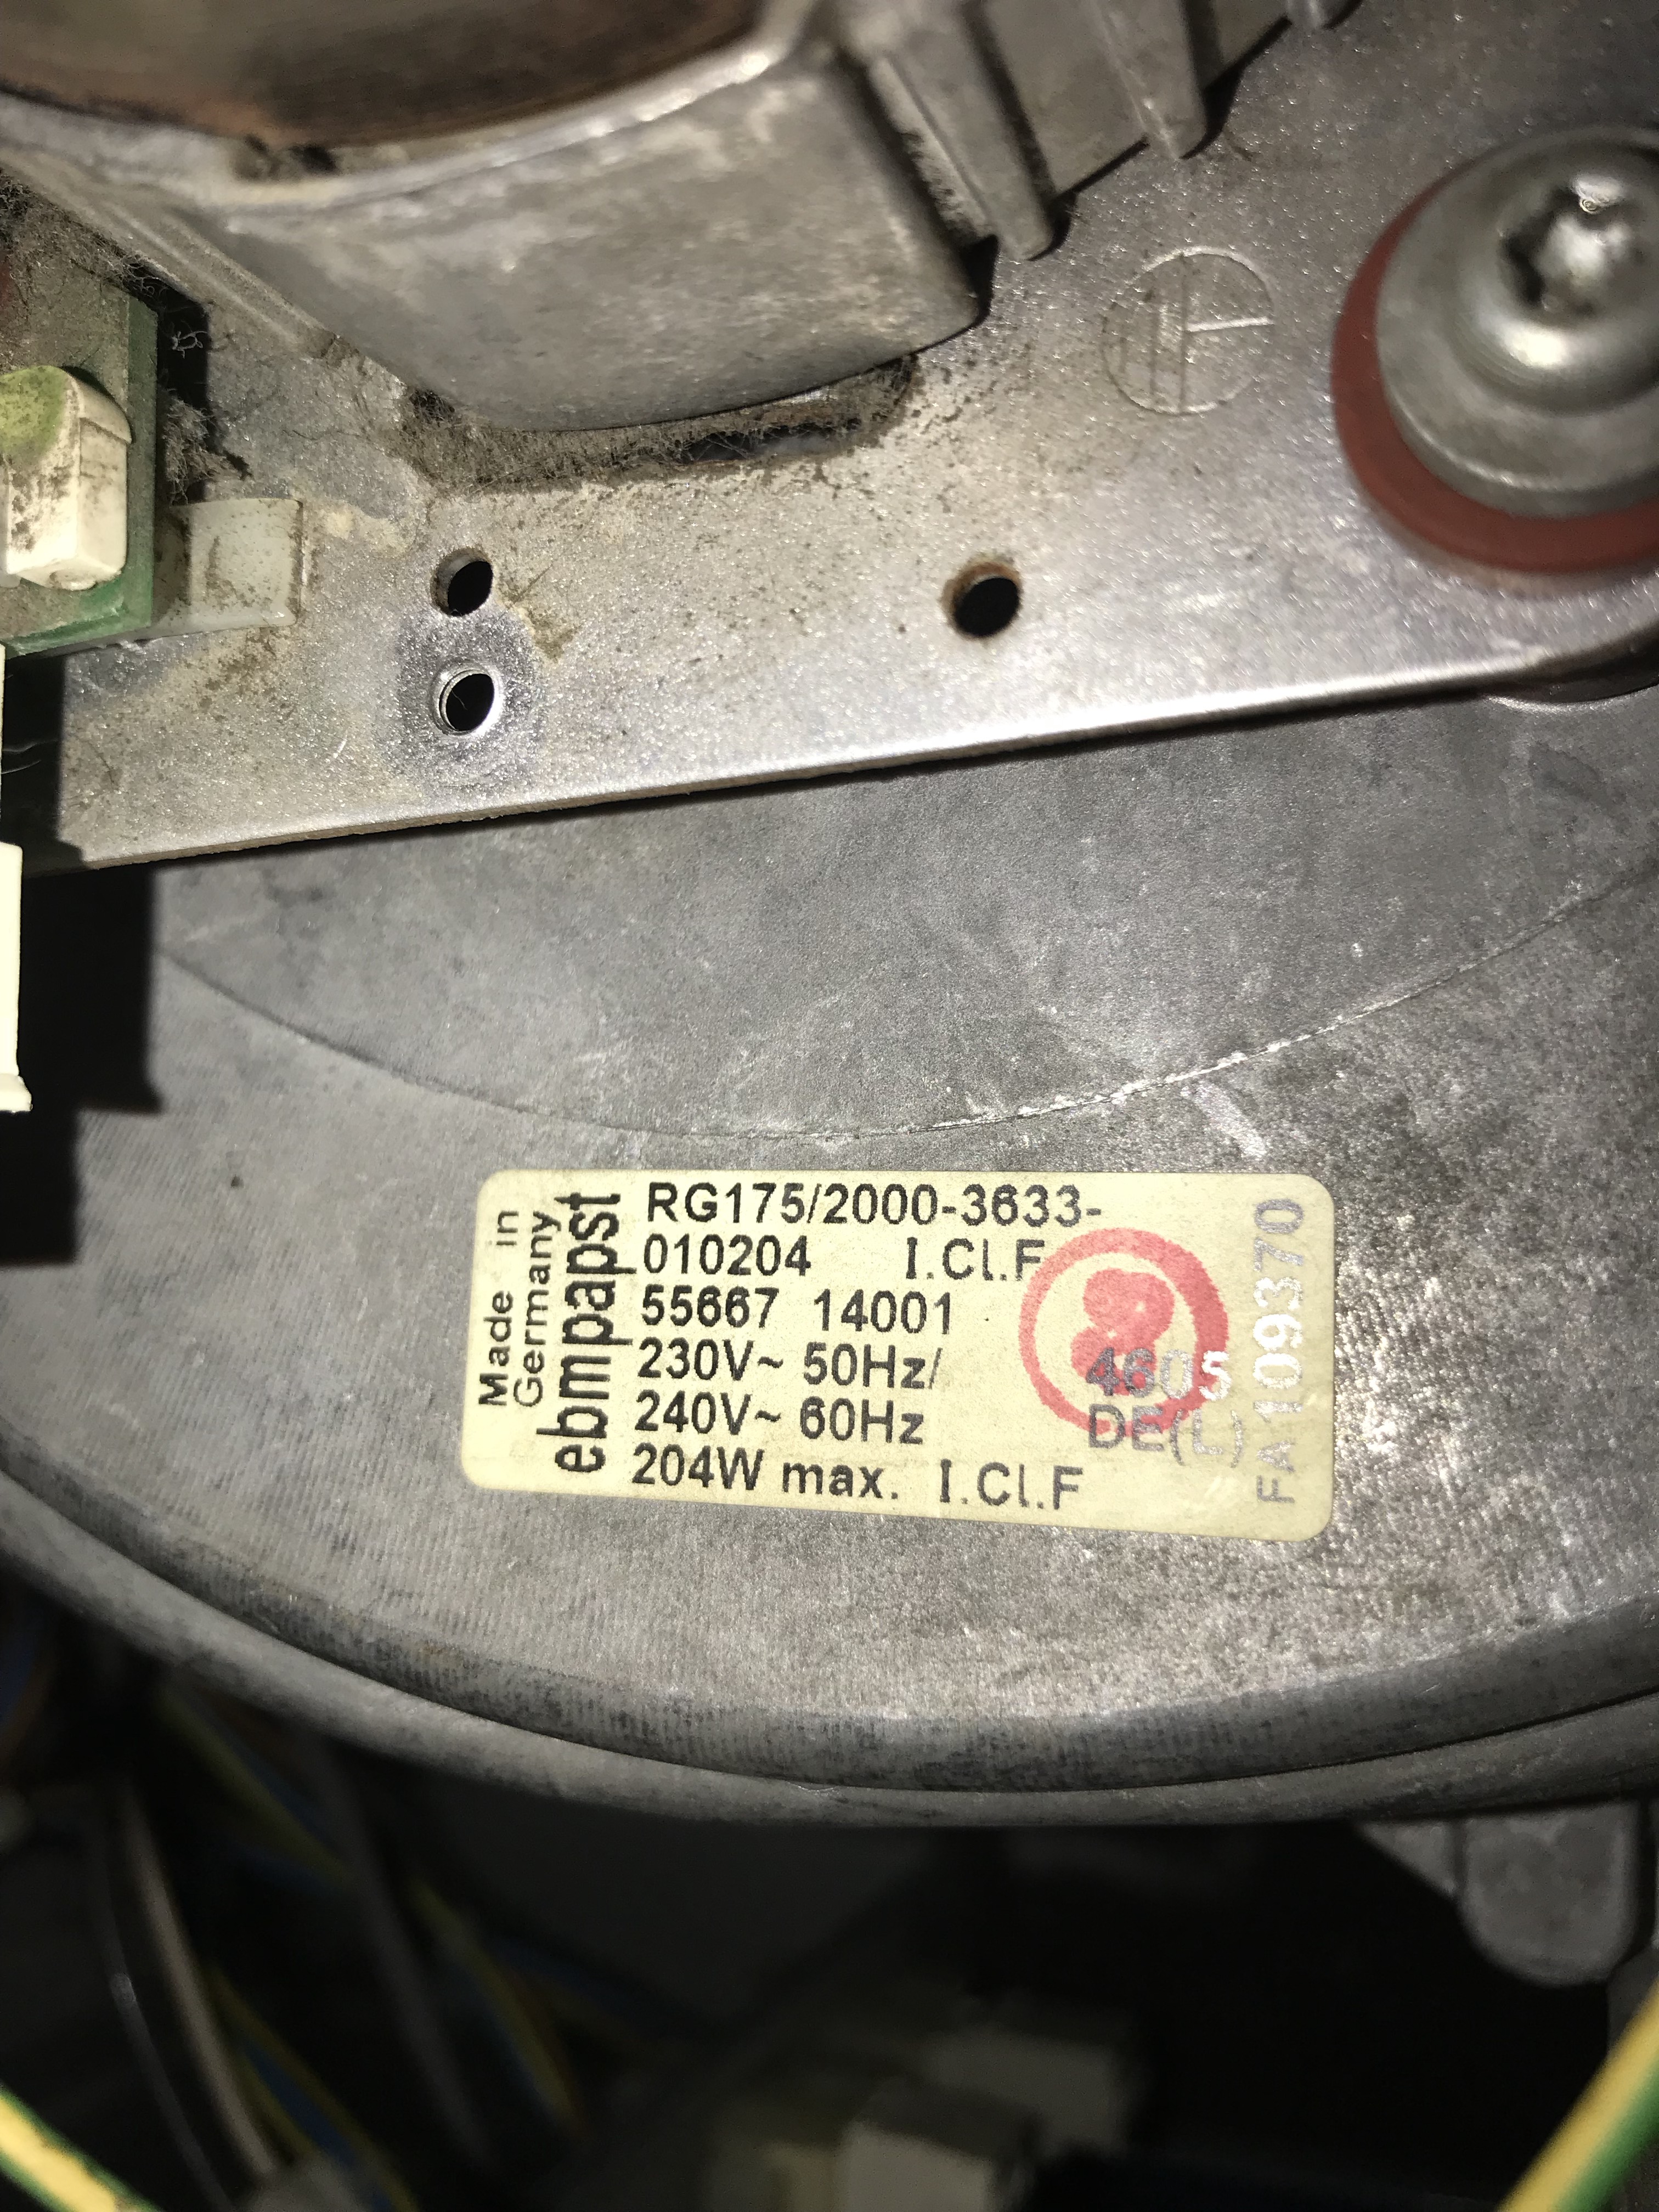 Made in
Germany
ebmpapst
RG175/2000-3633-
010204 I.Cl.F
55667 14001
230V~ 50Hz/
240V~ 60Hz
204W max. I.Cl.F
4605
DE(L)
FA109370